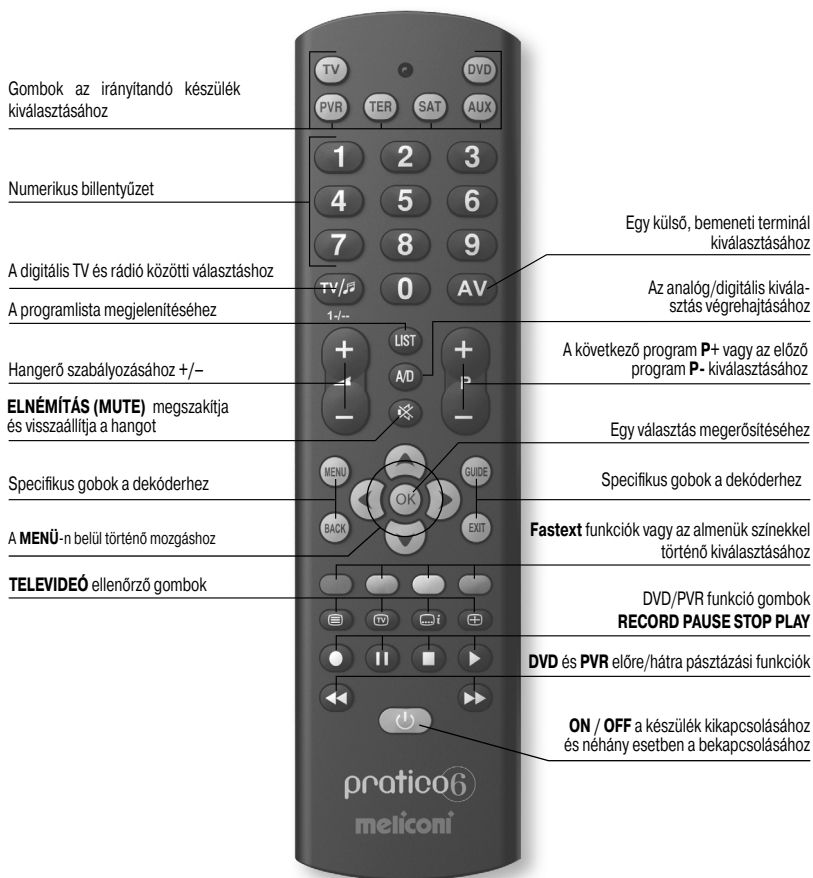 TV
DVD
PVR
TER
SAT
AUX
Gombok az irányítandó készülék
kiválasztásához
1 2 3
4 5 6
7 8 9
Numerikus billentyűzet
Egy külső, bemeneti terminál
kiválasztásához
A digitális TV és rádió közötti választáshoz
TV/♫ 0 AV
1-/--
A programlista megjelenítéséhez
LIST
Az analóg/digitális kivála-
sztás végrehajtásához
A/D
+
–
+
P
–
Hangerő szabályozásához +/–
A következő program P+ vagy az előző
program P- kiválasztásához
ELNÉMÍTÁS (MUTE) megszakítja
és visszaállítja a hangot
Egy választás megerősítéséhez
MENU
GUIDE
OK
BACK
EXIT
Specifikus gobok a dekóderhez
Specifikus gobok a dekóderhez
A MENÜ-n belül történő mozgáshoz
Fastext funkciók vagy az almenük színekkel
történő kiválasztásához
TELEVIDEÓ ellenőrző gombok
TV
i
DVD/PVR funkció gombok
RECORD PAUSE STOP PLAY
DVD és PVR előre/hátra pásztázási funkciók
ON / OFF a készülék kikapcsolásához
és néhány esetben a bekapcsolásához
pratico6
meliconi